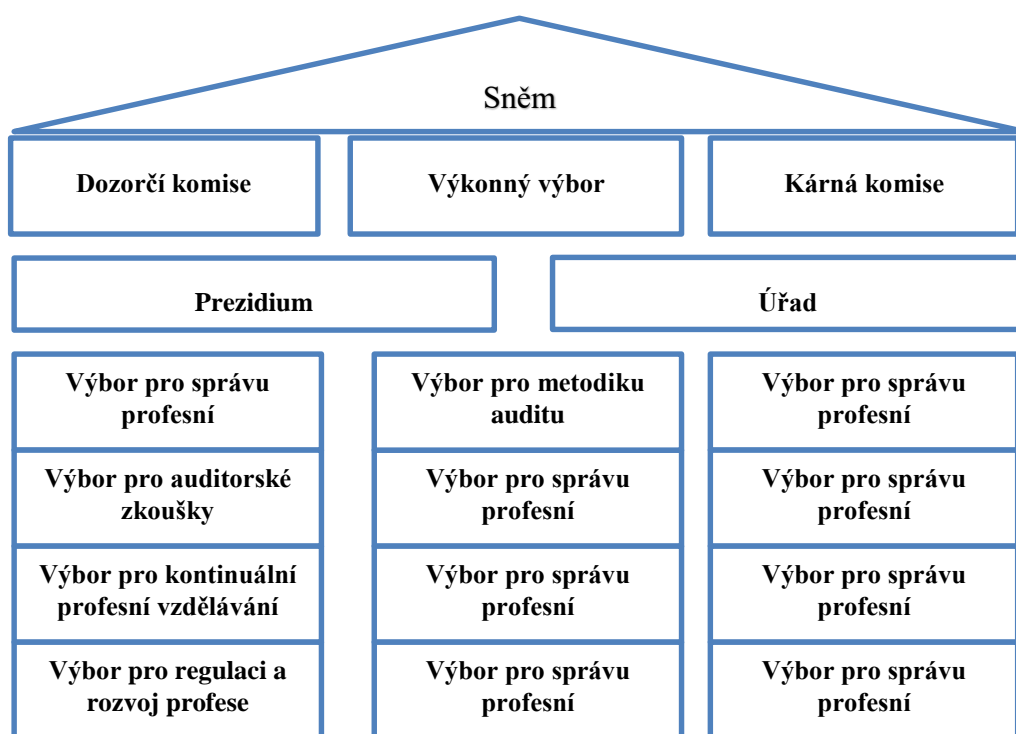 Sněm
Dozorčí komise
Výkonný výbor
Kárná komise
Prezidium
Úřad
Výbor pro správu
profesní
Výbor pro metodiku
auditu
Výbor pro správu
profesní
Výbor pro auditorské
zkoušky
Výbor pro správu
profesní
Výbor pro správu
profesní
Výbor pro kontinuální
profesní vzdělávání
Výbor pro správu
profesní
Výbor pro správu
profesní
Výbor pro regulaci a
rozvoj profese
Výbor pro správu
profesní
Výbor pro správu
profesní